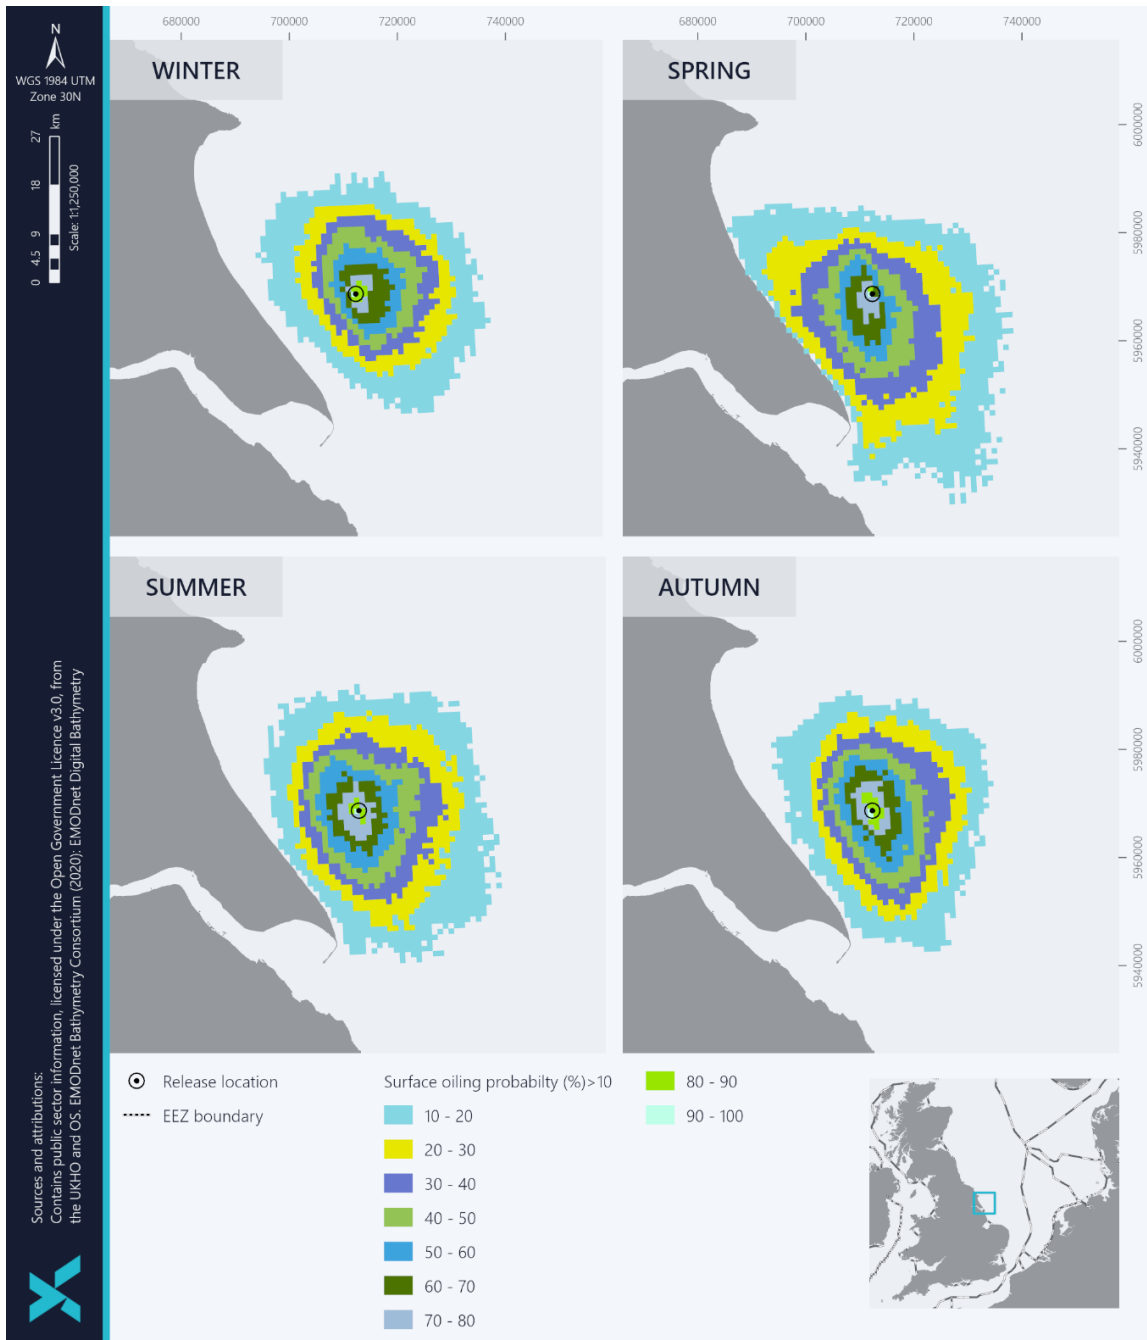 680000 700000 720000 740000 680000 700000 720000 740000
N
WGS 1984 UTM
Zone 30N
0 4.5 9 18 27 km
Scale: 1:1,250,000
WINTER
SPRING
6000000
5980000
5960000
5940000
SUMMER
AUTUMN
6000000
5980000
5960000
5940000
Sources and attributions:
Contains public sector information, licensed under the Open Government Licence v3.0, from
the UKHO and OS. EMODnet Bathymetry Consortium (2020): EMODnet Digital Bathymetry
Release location
EEZ boundary
Surface oiling probabilty (%)>10
10 - 20
20 - 30
30 - 40
40 - 50
50 - 60
60 - 70
70 - 80
80 - 90
90 - 100